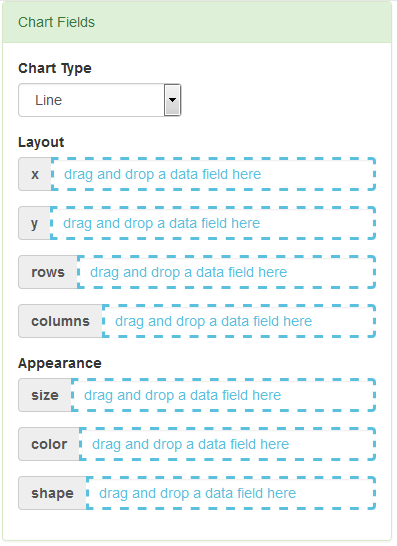 Chart Fields
Chart Type
Line
Layout
x drag and drop a data field here
y drag and drop a data field here
rows drag and drop a data field here
columns drag and drop a data field here
Appearance
size drag and drop a data field here
color drag and drop a data field here
shape drag and drop a data field here